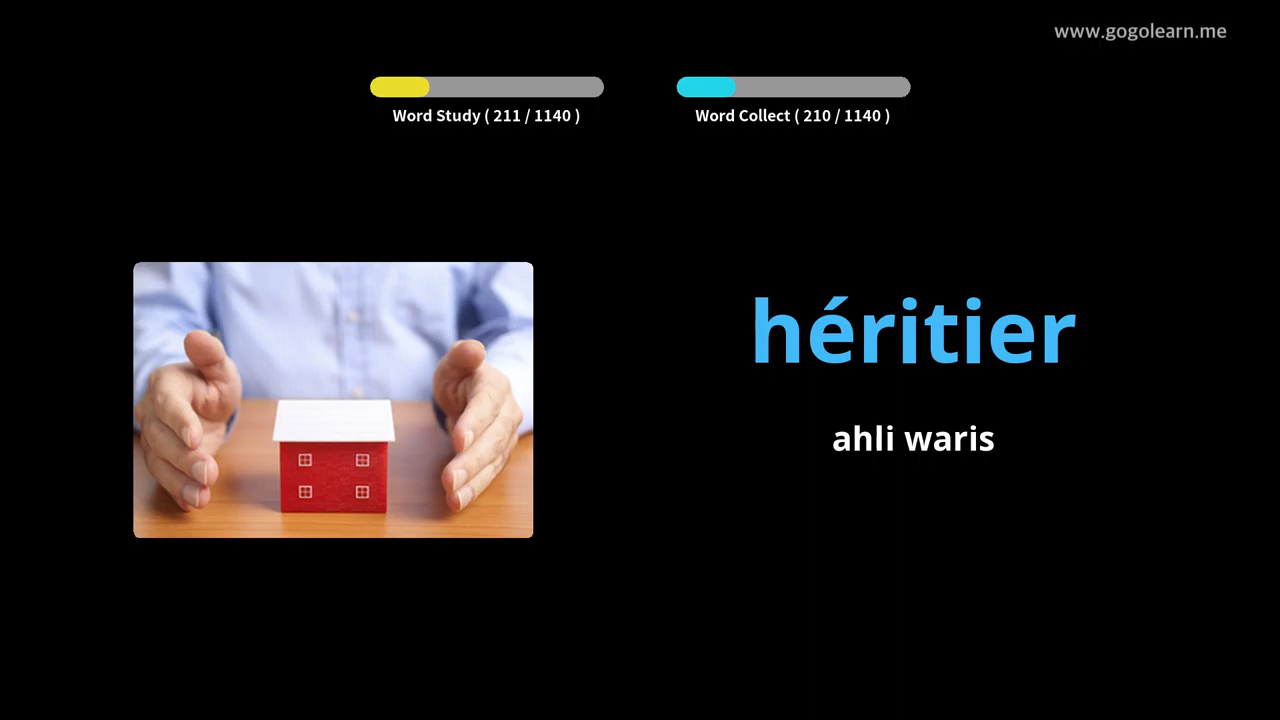 www.gogolearn.me
Word Study ( 211 / 1140 )
Word Collect ( 210 / 1140 )
héritier
ahli waris